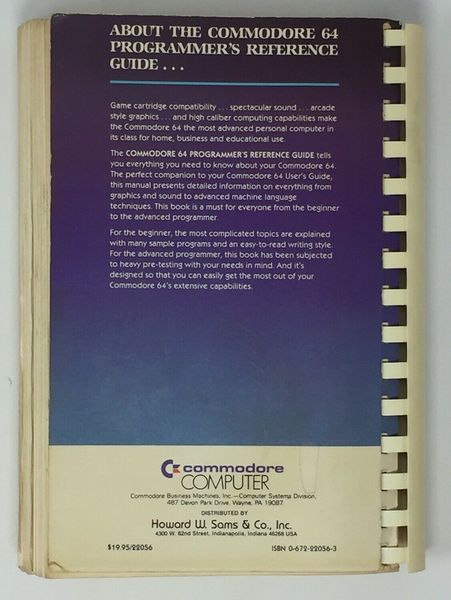 ABOUT THE COMMODORE 64
PROGRAMMER'S REFERENCE
GUIDE . . .
Game cartridge compatibility . . . spectacular sound . . . arcade
style graphics . . . and high caliber computing capabilities make
the Commodore 64 the most advanced personal computer in
its class for home, business and educational use.
The COMMODORE 64 PROGRAMMER'S REFERENCE GUIDE tells
you everything you need to know about your Commodore 64.
The perfect companion to your Commodore 64 User's Guide,
this manual presents detailed information on everything from
graphics and sound to advanced machine language
techniques. This book is a must for everyone from the beginner
to the advanced programmer.
For the beginner, the most complicated topics are explained
with many sample programs and an easy-to-read writing style.
For the advanced programmer, this book has been subjected
to heavy pre-testing with your needs in mind. And it's
designed so that you can easily get the most out of your
Commodore 64's extensive capabilities.
commodore
COMPUTER
Commodore Business Machines, Inc.—Computer Systems Division,
487 Devon Park Drive, Wayne, PA 19087.
DISTRIBUTED BY
Howard W. Sams & Co., Inc.
4300 W. 62nd Street, Indianapolis, Indiana 46268 USA
$19.95/22056 ISBN 0-672-22056-3